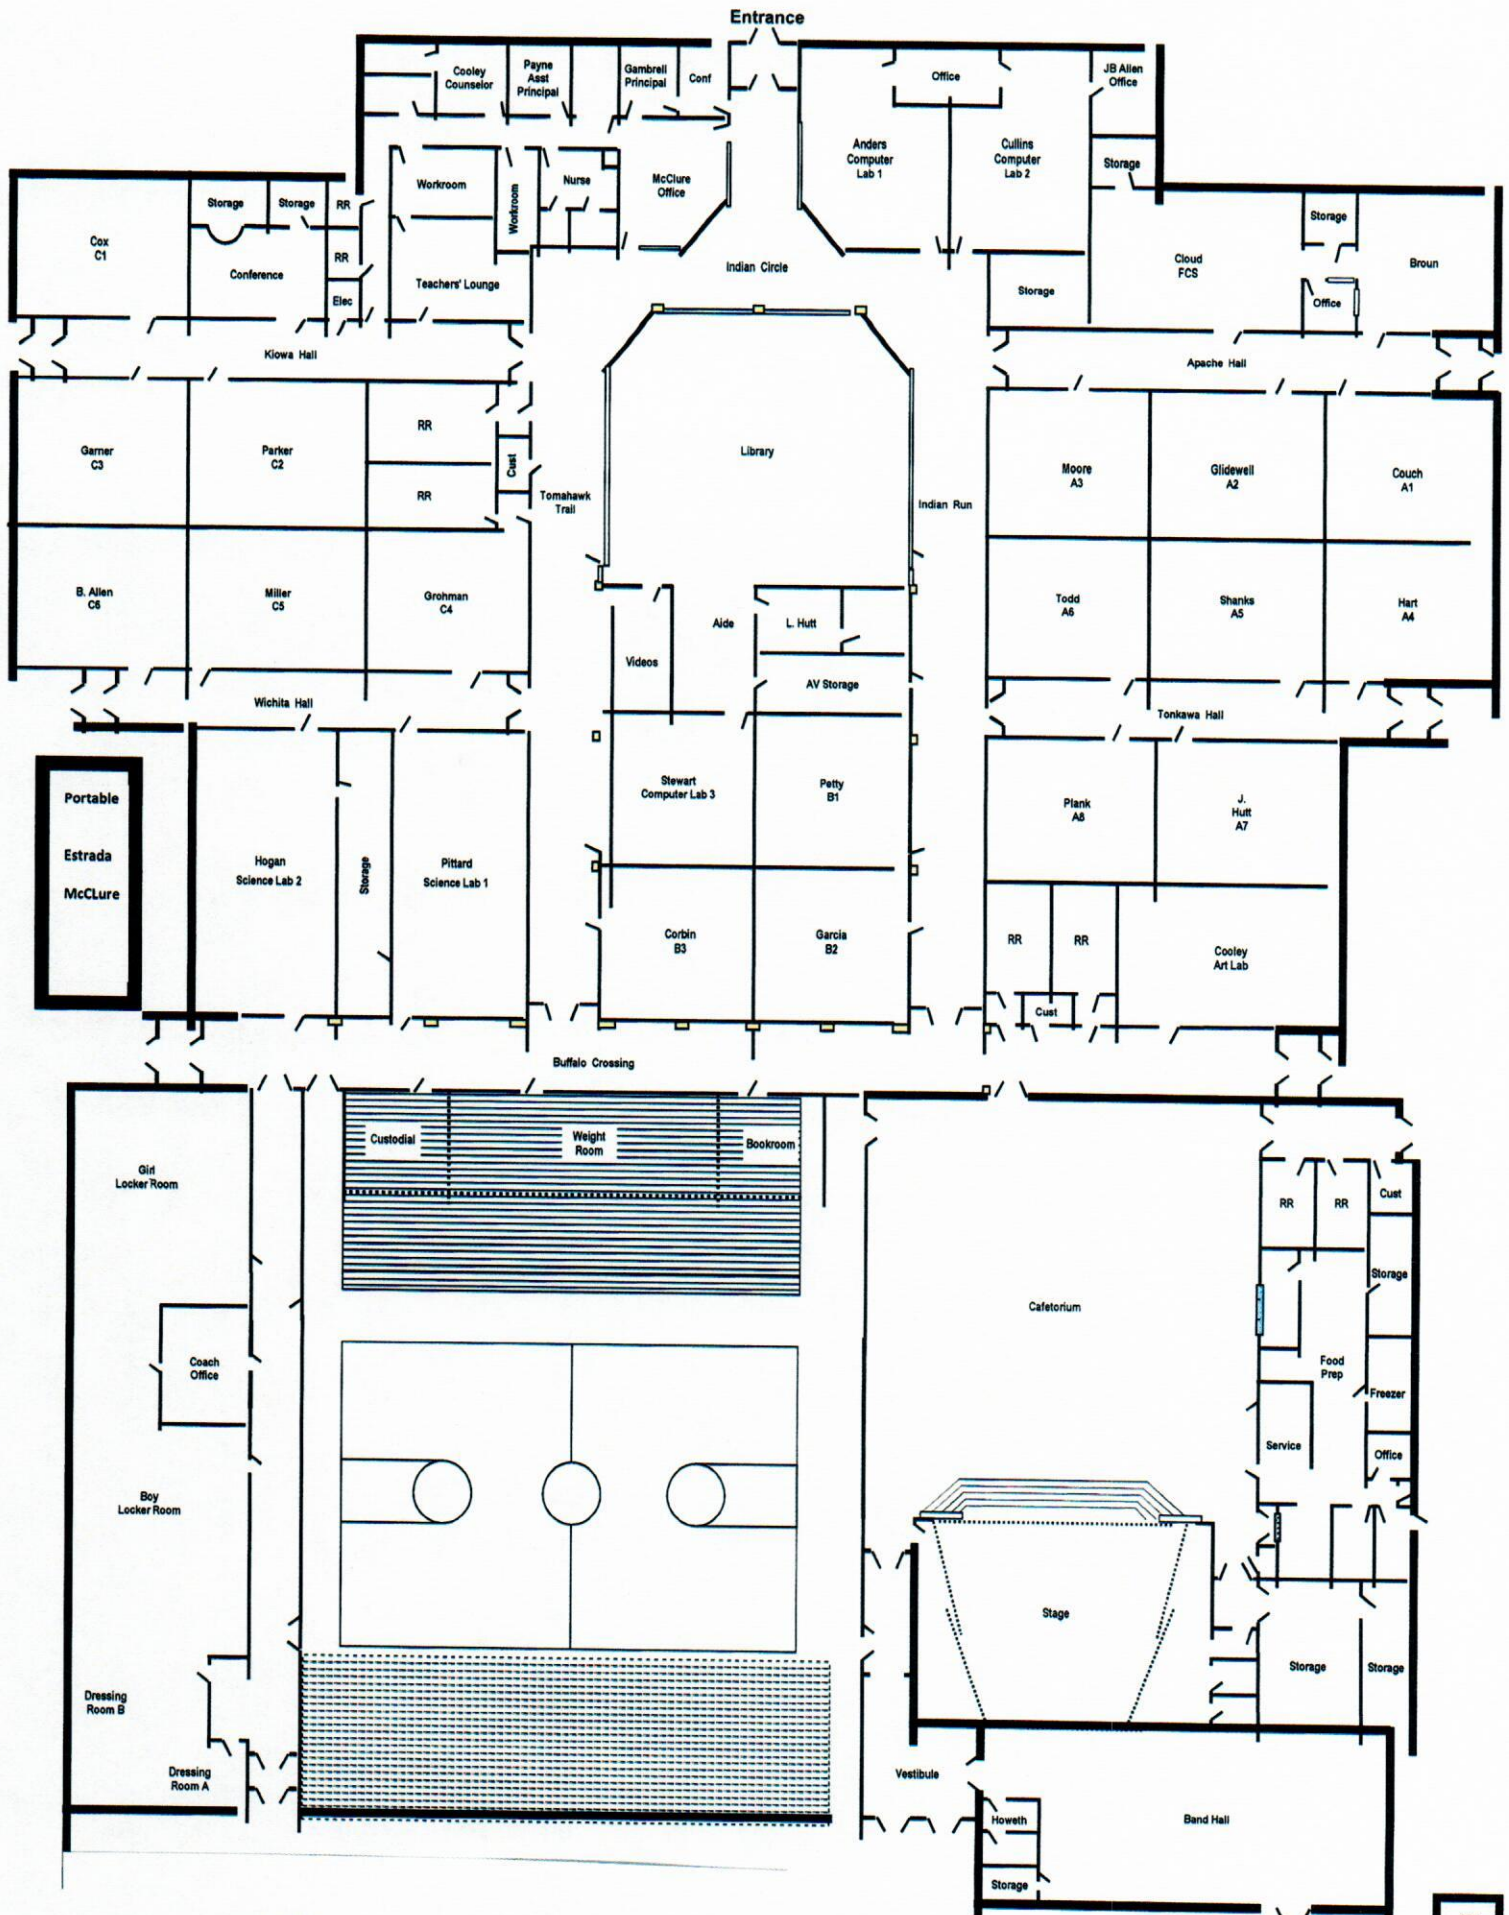 Entrance
Cooley
Counselor
Payne
Asst
Principal
Gambrell
Principal
Conf
Office
JB Allen
Office
Anders
Computer
Lab 1
Cullins
Computer
Lab 2
Storage
Workroom
Workroom
Nurse
McClure
Office
Cox
C1
Storage
Storage
RR
RR
Elec
Conference
Teachers' Lounge
Indian Circle
Storage
Cloud
FCS
Storage
Office
Broun
Kiowa Hall
Apache Hall
Garner
C3
Parker
C2
RR
RR
Cust
Tomahawk
Trail
Library
Indian Run
Moore
A3
Glidewell
A2
Couch
A1
B. Allen
C6
Miller
C5
Grohman
C4
Todd
A6
Shanks
A5
Hart
A4
Aide
L. Hutt
Videos
AV Storage
Wichita Hall
Tonkawa Hall
Portable
Estrada
McCLure
Hogan
Science Lab 2
Storage
Pittard
Science Lab 1
Stewart
Computer Lab 3
Petty
B1
Plank
A8
J.
Hutt
A7
Corbin
B3
Garcia
B2
RR
RR
Cust
Cooley
Art Lab
Buffalo Crossing
Girl
Locker Room
Custodial
Weight
Room
Bookroom
RR
RR
Cust
Storage
Cafetorium
Coach
Office
Food
Prep
Freezer
Service
Office
Boy
Locker Room
Stage
Storage
Storage
Dressing
Room B
Dressing
Room A
Vestibule
Howeth
Band Hall
Storage